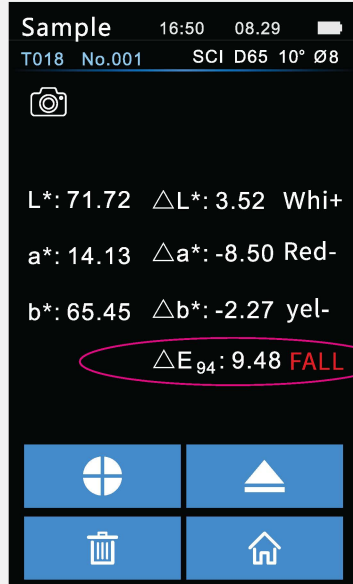 Sample 16:50 08.29
T018 No.001 SCI D65 10° Ø8
L*: 71.72 △L*: 3.52 Whi+
a*: 14.13 △a*: -8.50 Red-
b*: 65.45 △b*: -2.27 yel-
△E94: 9.48 FALL